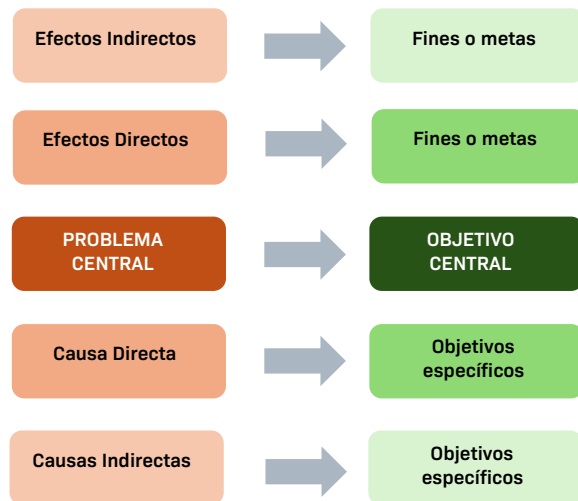 Efectos Indirectos
Fines o metas
Efectos Directos
Fines o metas
PROBLEMA
CENTRAL
OBJETIVO
CENTRAL
Causa Directa
Objetivos
específicos
Causas Indirectas
Objetivos
específicos